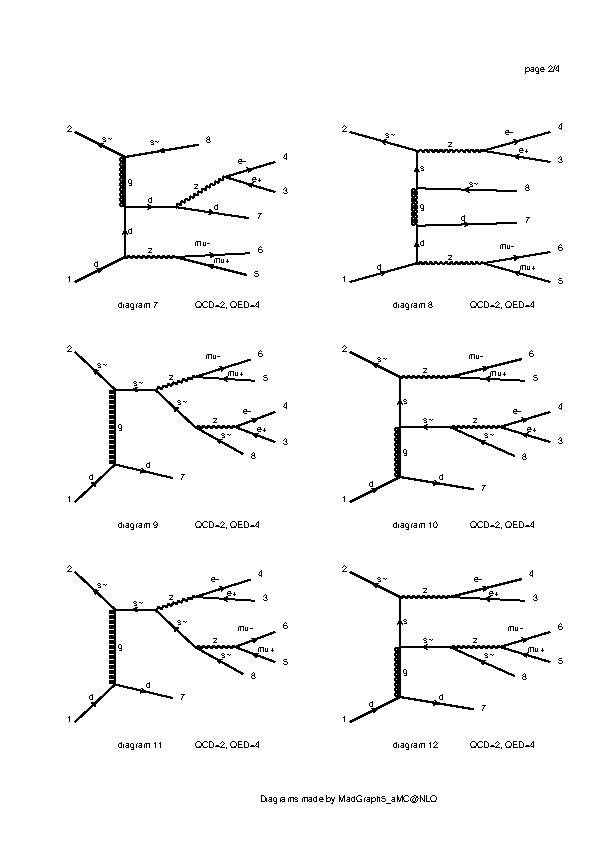 page 2/4
2 s~ s~ 8
g e- 4
z e+ 3
d d 7
d mu- 6
d z mu+ 5
1
diagram 7 QCD=2, QED=4
2 s~ z e- 4
e+ 3
s s~ 8
g
d 7
d mu- 6
d z mu+ 5
1
diagram 8 QCD=2, QED=4
2 mu- 6
s~ z mu+ 5
s~
s~ e- 4
g z e+ 3
s~ 8
d d 7
1
diagram 9 QCD=2, QED=4
2 mu- 6
s~ z mu+ 5
s
s~ e- 4
z e+ 3
g s~ 8
d d 7
1
diagram 10 QCD=2, QED=4
2 e- 4
s~ z e+ 3
s~
s~ mu- 6
g z mu+ 5
s~ 8
d d 7
1
diagram 11 QCD=2, QED=4
2 e- 4
s~ z e+ 3
s
s~ mu- 6
z mu+ 5
g s~ 8
d d 7
1
diagram 12 QCD=2, QED=4
Diagrams made by MadGraph5_aMC@NLO